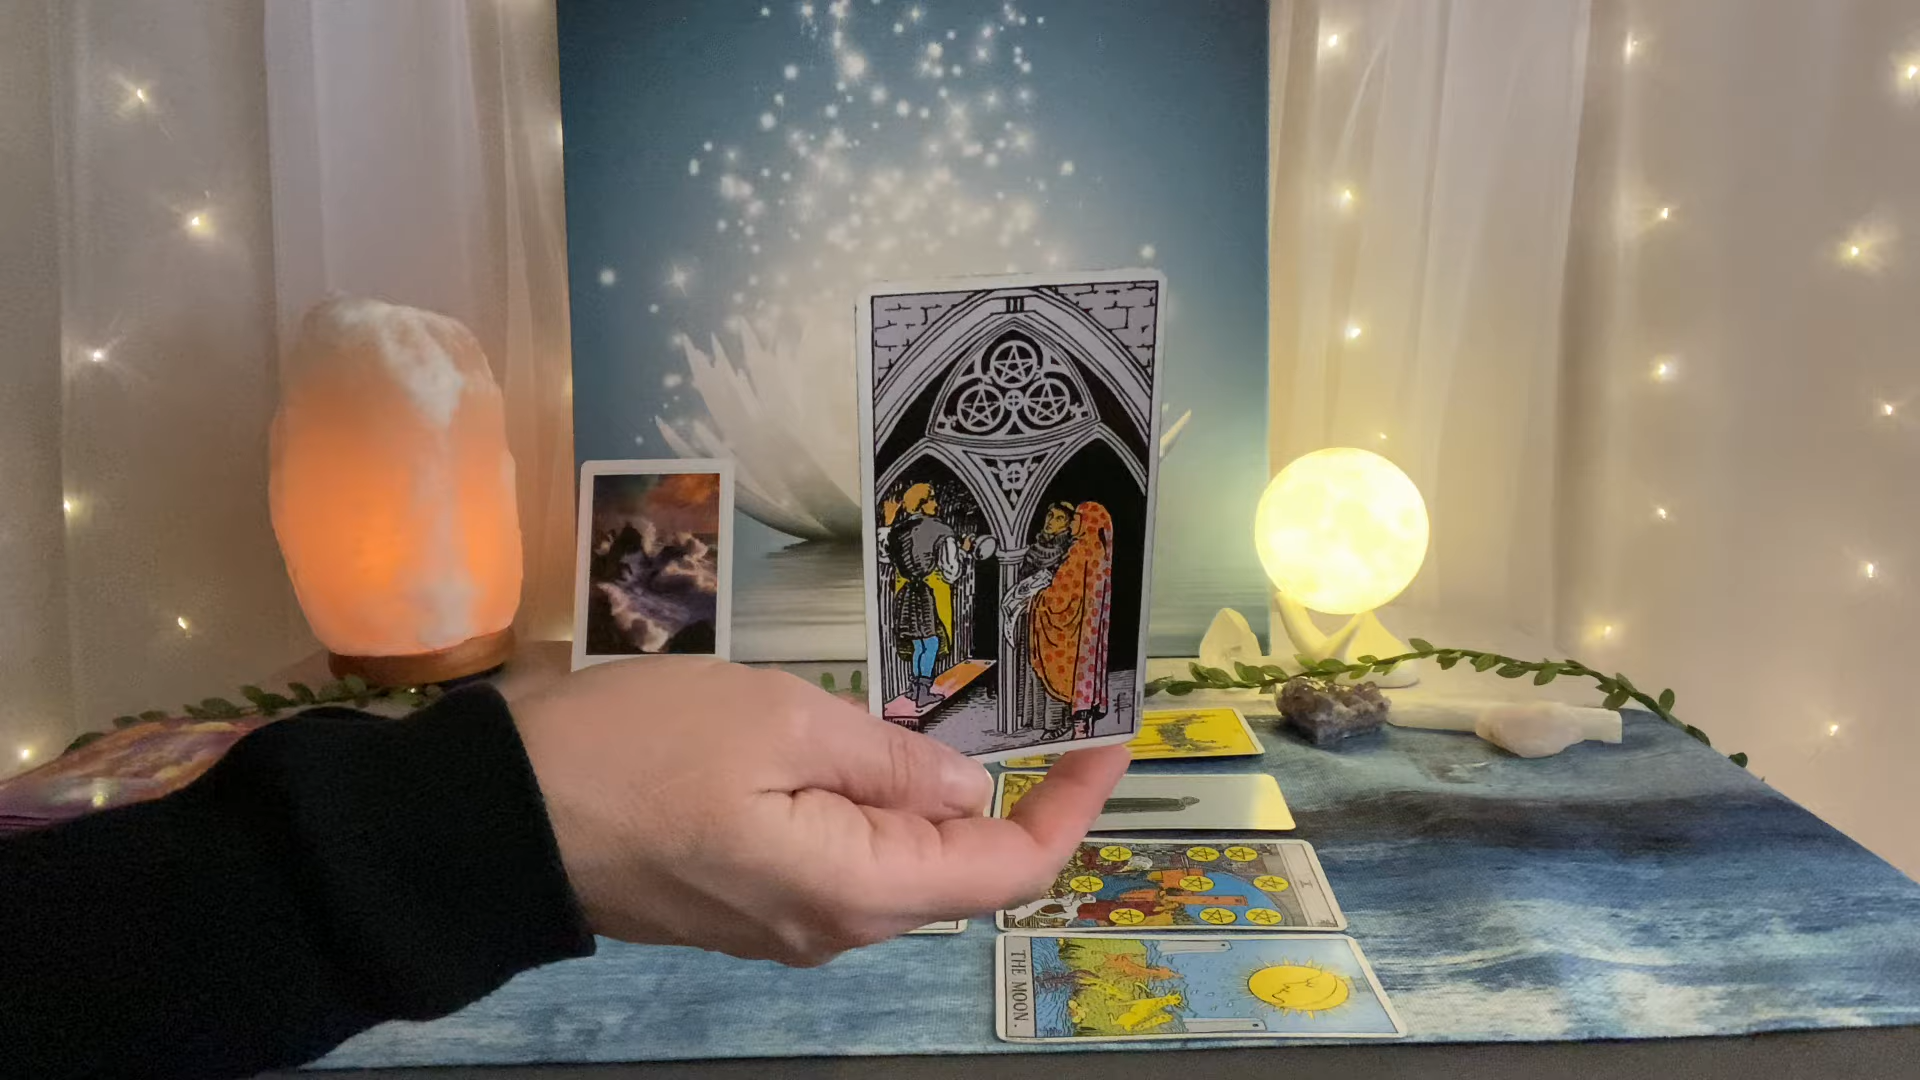 III
X
THE MOON.